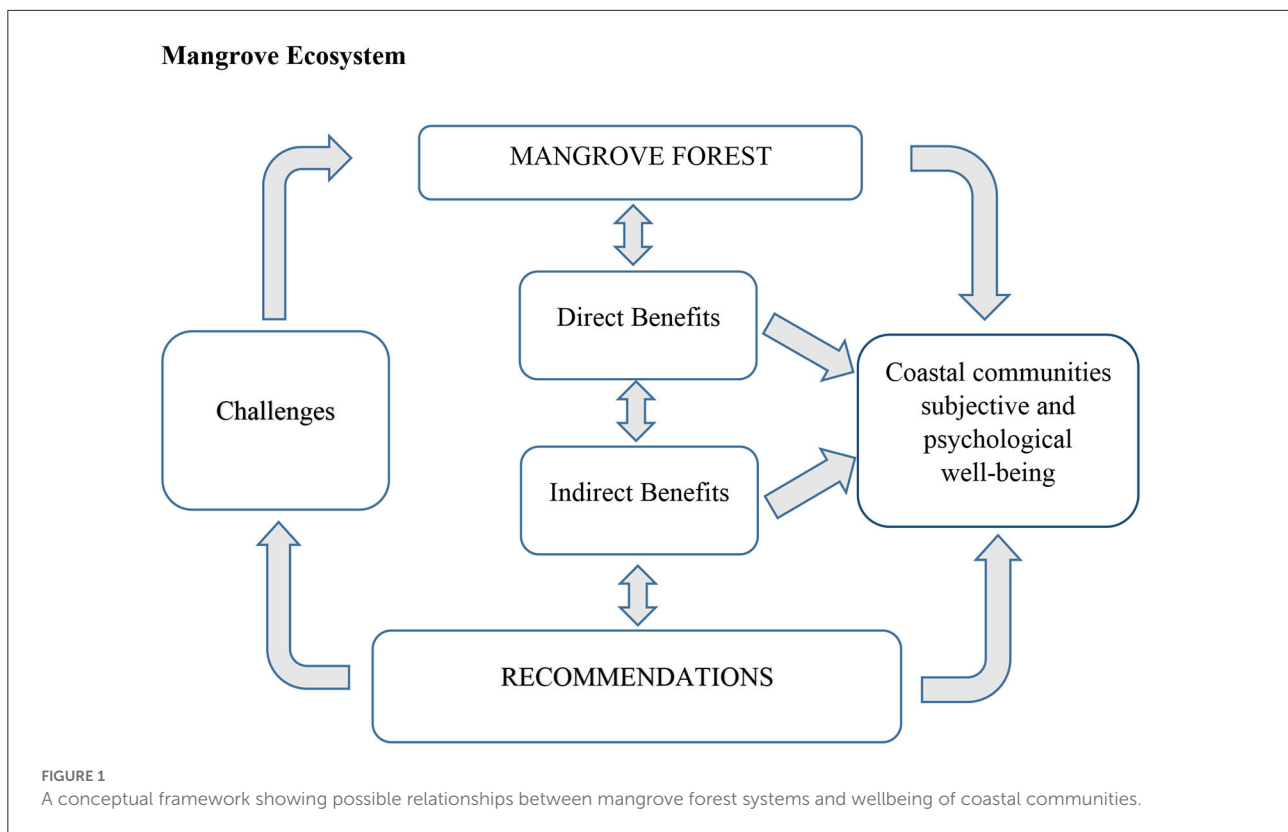 Mangrove Ecosystem
MANGROVE FOREST
Direct Benefits
Challenges
Coastal communities
subjective and
psychological
well-being
Indirect Benefits
RECOMMENDATIONS
FIGURE 1
A conceptual framework showing possible relationships between mangrove forest systems and wellbeing of coastal communities.